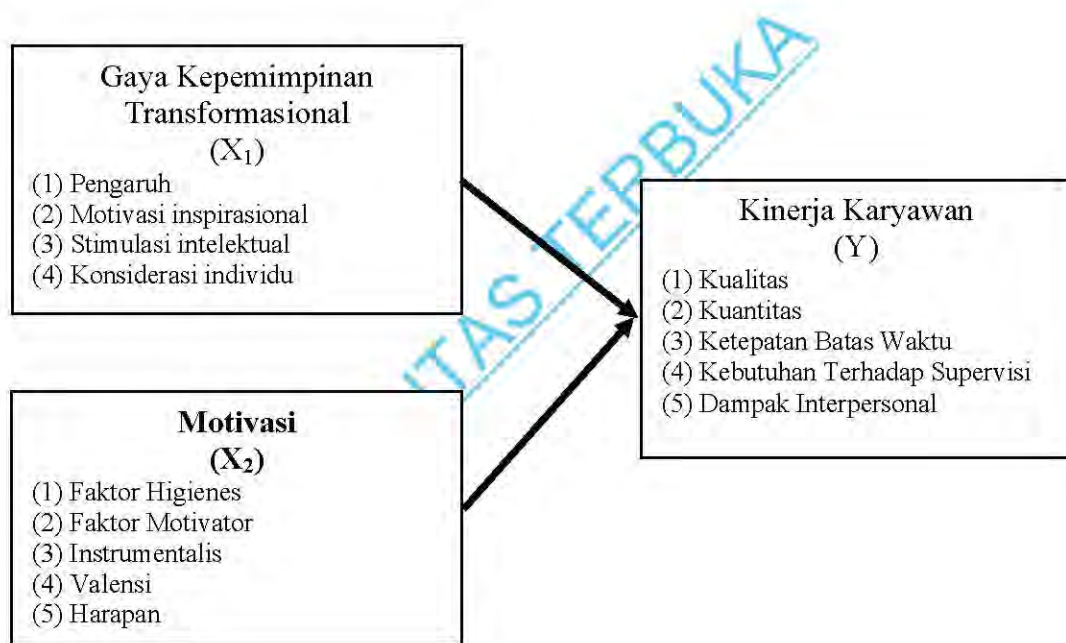 Gaya Kepemimpinan
Transformasional
(X₁)
(1) Pengaruh
(2) Motivasi inspirasional
(3) Stimulasi intelektual
(4) Konsiderasi individu
Motivasi
(X₂)
(1) Faktor Higienes
(2) Faktor Motivator
(3) Instrumentalis
(4) Valensi
(5) Harapan
Kinerja Karyawan
(Y)
(1) Kualitas
(2) Kuantitas
(3) Ketepatan Batas Waktu
(4) Kebutuhan Terhadap Supervisi
(5) Dampak Interpersonal
ITAS TERBUKA